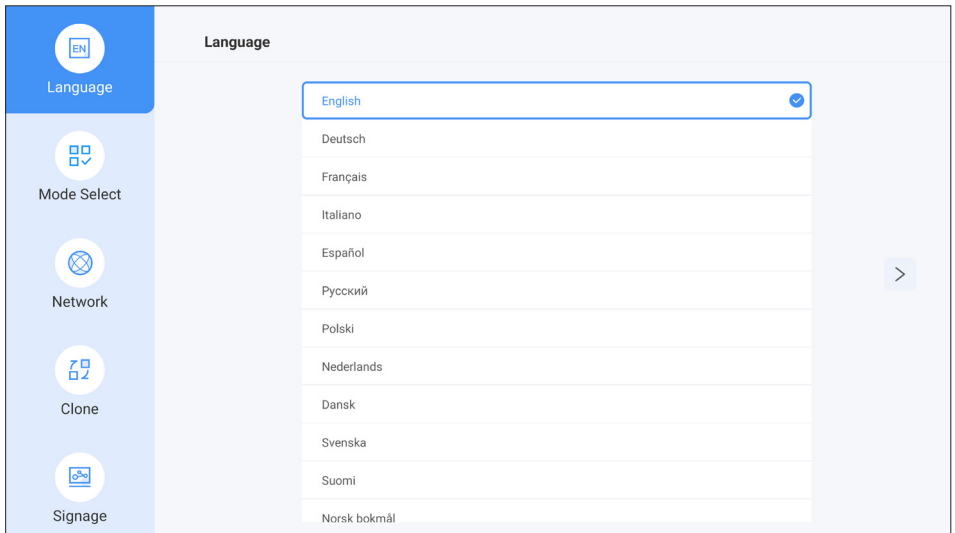 EN
Language
Mode Select
Network
Clone
Signage
Language
English
Deutsch
Français
Italiano
Español
Русский
Polski
Nederlands
Dansk
Svenska
Suomi
Norsk bokmål